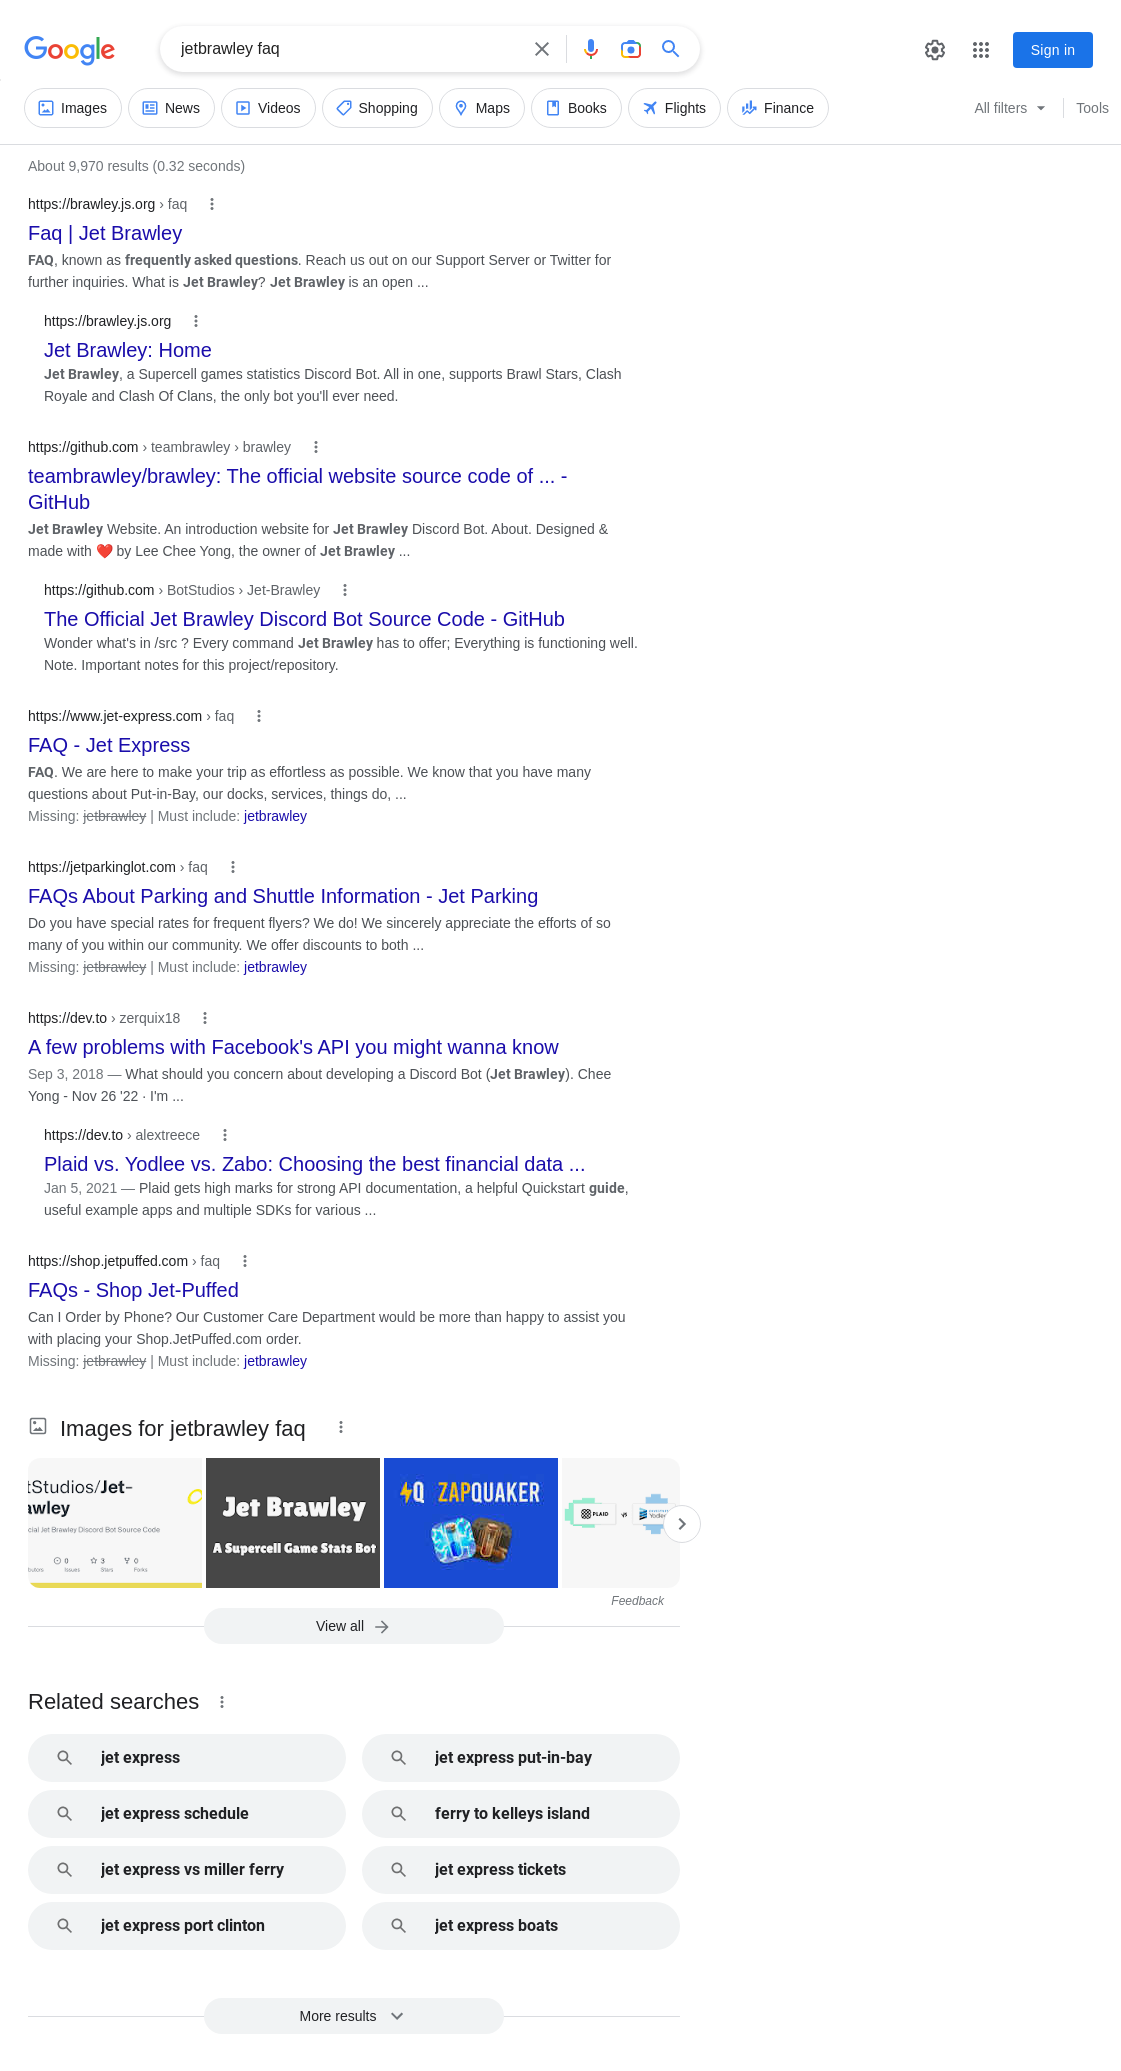 Google
jetbrawley faq
Sign in
Images
News
Videos
Shopping
Maps
Books
Flights
Finance
All filters
Tools
About 9,970 results (0.32 seconds)
https://brawley.js.org › faq
Faq | Jet Brawley
FAQ, known as frequently asked questions. Reach us out on our Support Server or Twitter for
further inquiries. What is Jet Brawley? Jet Brawley is an open ...
https://brawley.js.org
Jet Brawley: Home
Jet Brawley, a Supercell games statistics Discord Bot. All in one, supports Brawl Stars, Clash
Royale and Clash Of Clans, the only bot you'll ever need.
https://github.com › teambrawley › brawley
teambrawley/brawley: The official website source code of ... -
GitHub
Jet Brawley Website. An introduction website for Jet Brawley Discord Bot. About. Designed &
made with ❤️ by Lee Chee Yong, the owner of Jet Brawley ...
https://github.com › BotStudios › Jet-Brawley
The Official Jet Brawley Discord Bot Source Code - GitHub
Wonder what's in /src ? Every command Jet Brawley has to offer; Everything is functioning well.
Note. Important notes for this project/repository.
https://www.jet-express.com › faq
FAQ - Jet Express
FAQ. We are here to make your trip as effortless as possible. We know that you have many
questions about Put-in-Bay, our docks, services, things do, ...
Missing: jetbrawley | Must include: jetbrawley
https://jetparkinglot.com › faq
FAQs About Parking and Shuttle Information - Jet Parking
Do you have special rates for frequent flyers? We do! We sincerely appreciate the efforts of so
many of you within our community. We offer discounts to both ...
Missing: jetbrawley | Must include: jetbrawley
https://dev.to › zerquix18
A few problems with Facebook's API you might wanna know
Sep 3, 2018 — What should you concern about developing a Discord Bot (Jet Brawley). Chee
Yong - Nov 26 '22 · I'm ...
https://dev.to › alextreece
Plaid vs. Yodlee vs. Zabo: Choosing the best financial data ...
Jan 5, 2021 — Plaid gets high marks for strong API documentation, a helpful Quickstart guide,
useful example apps and multiple SDKs for various ...
https://shop.jetpuffed.com › faq
FAQs - Shop Jet-Puffed
Can I Order by Phone? Our Customer Care Department would be more than happy to assist you
with placing your Shop.JetPuffed.com order.
Missing: jetbrawley | Must include: jetbrawley
Images for jetbrawley faq
tStudios/Jet-
awley
cial Jet Brawley Discord Bot Source Code
0
3
0
Issues
Stars
Forks
Jet Brawley
A Supercell Game Stats Bot
Q ZAPQUAKER
PLAID
VS
Feedback
View all
Related searches
jet express
jet express put-in-bay
jet express schedule
ferry to kelleys island
jet express vs miller ferry
jet express tickets
jet express port clinton
jet express boats
More results